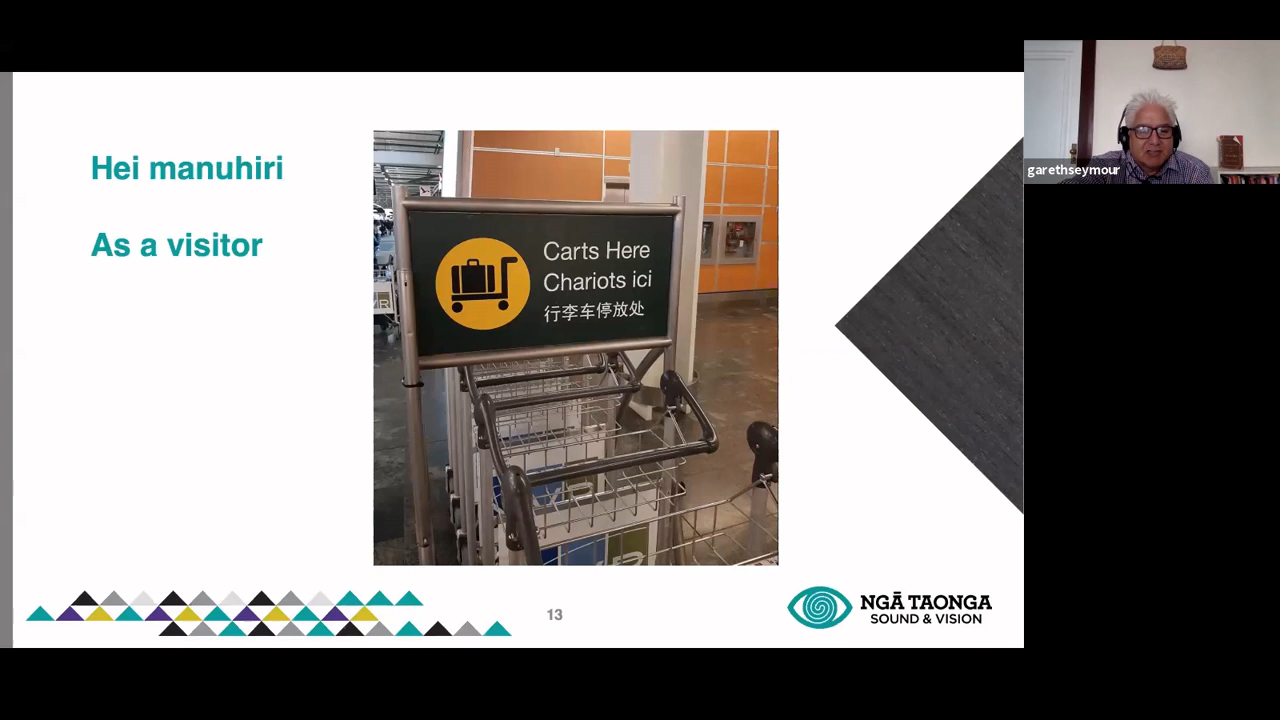 Hei manuhiri
As a visitor
Carts Here
Chariots ici
行李车停放处
13
NGĀ TAONGA
SOUND & VISION
garethseymour